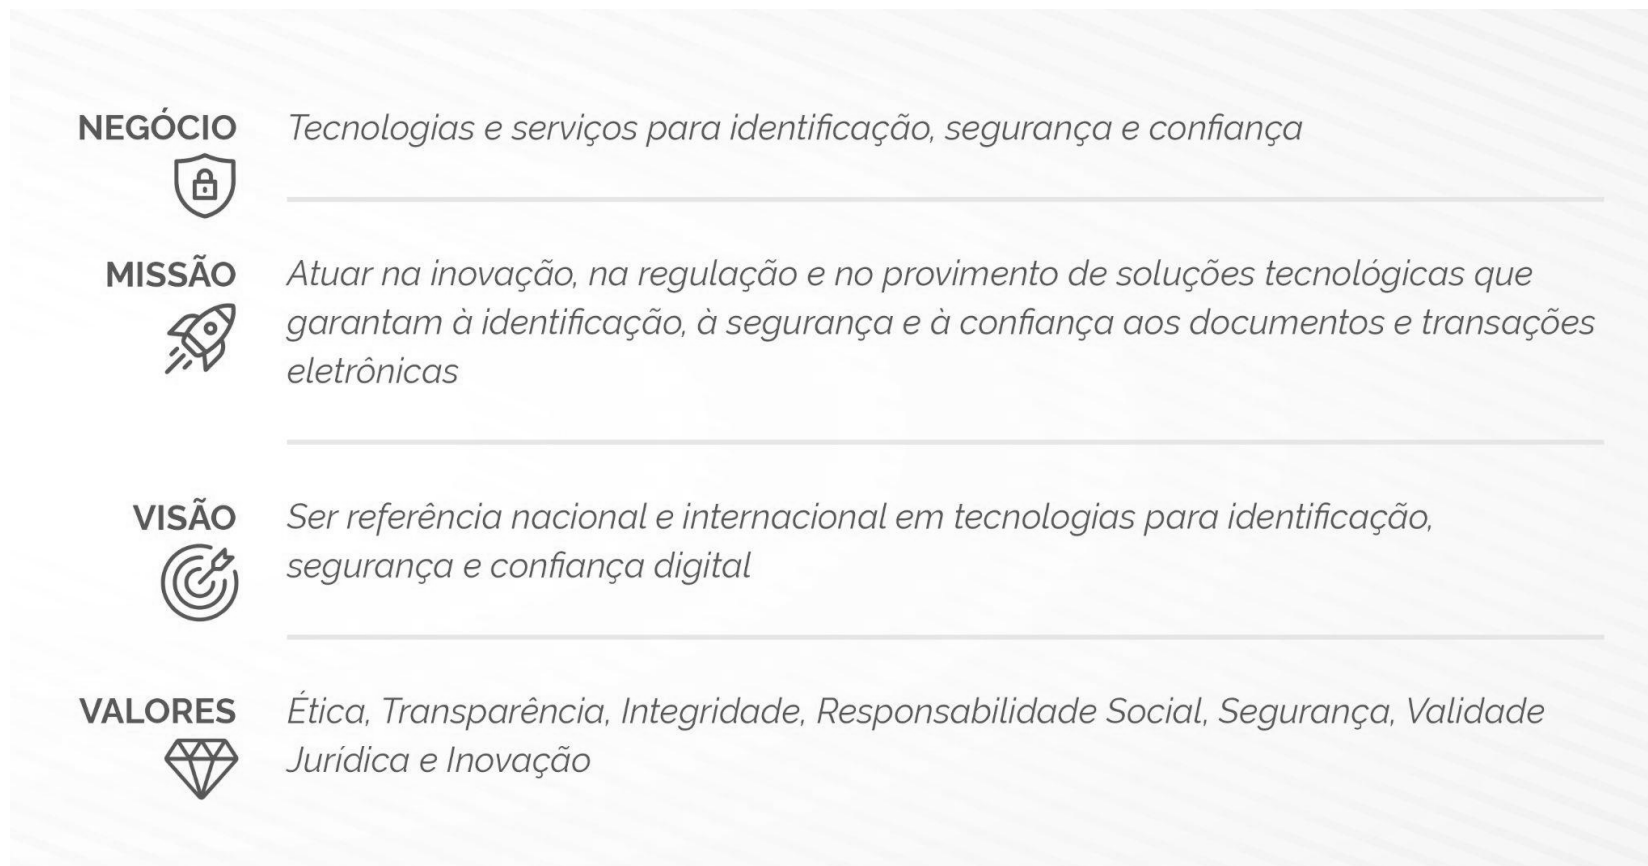 NEGÓCIO
Tecnologias e serviços para identificação, segurança e confiança
MISSÃO
Atuar na inovação, na regulação e no provimento de soluções tecnológicas que
garantam à identificação, à segurança e à confiança aos documentos e transações
eletrônicas
VISÃO
Ser referência nacional e internacional em tecnologias para identificação,
segurança e confiança digital
VALORES
Ética, Transparência, Integridade, Responsabilidade Social, Segurança, Validade
Jurídica e Inovação